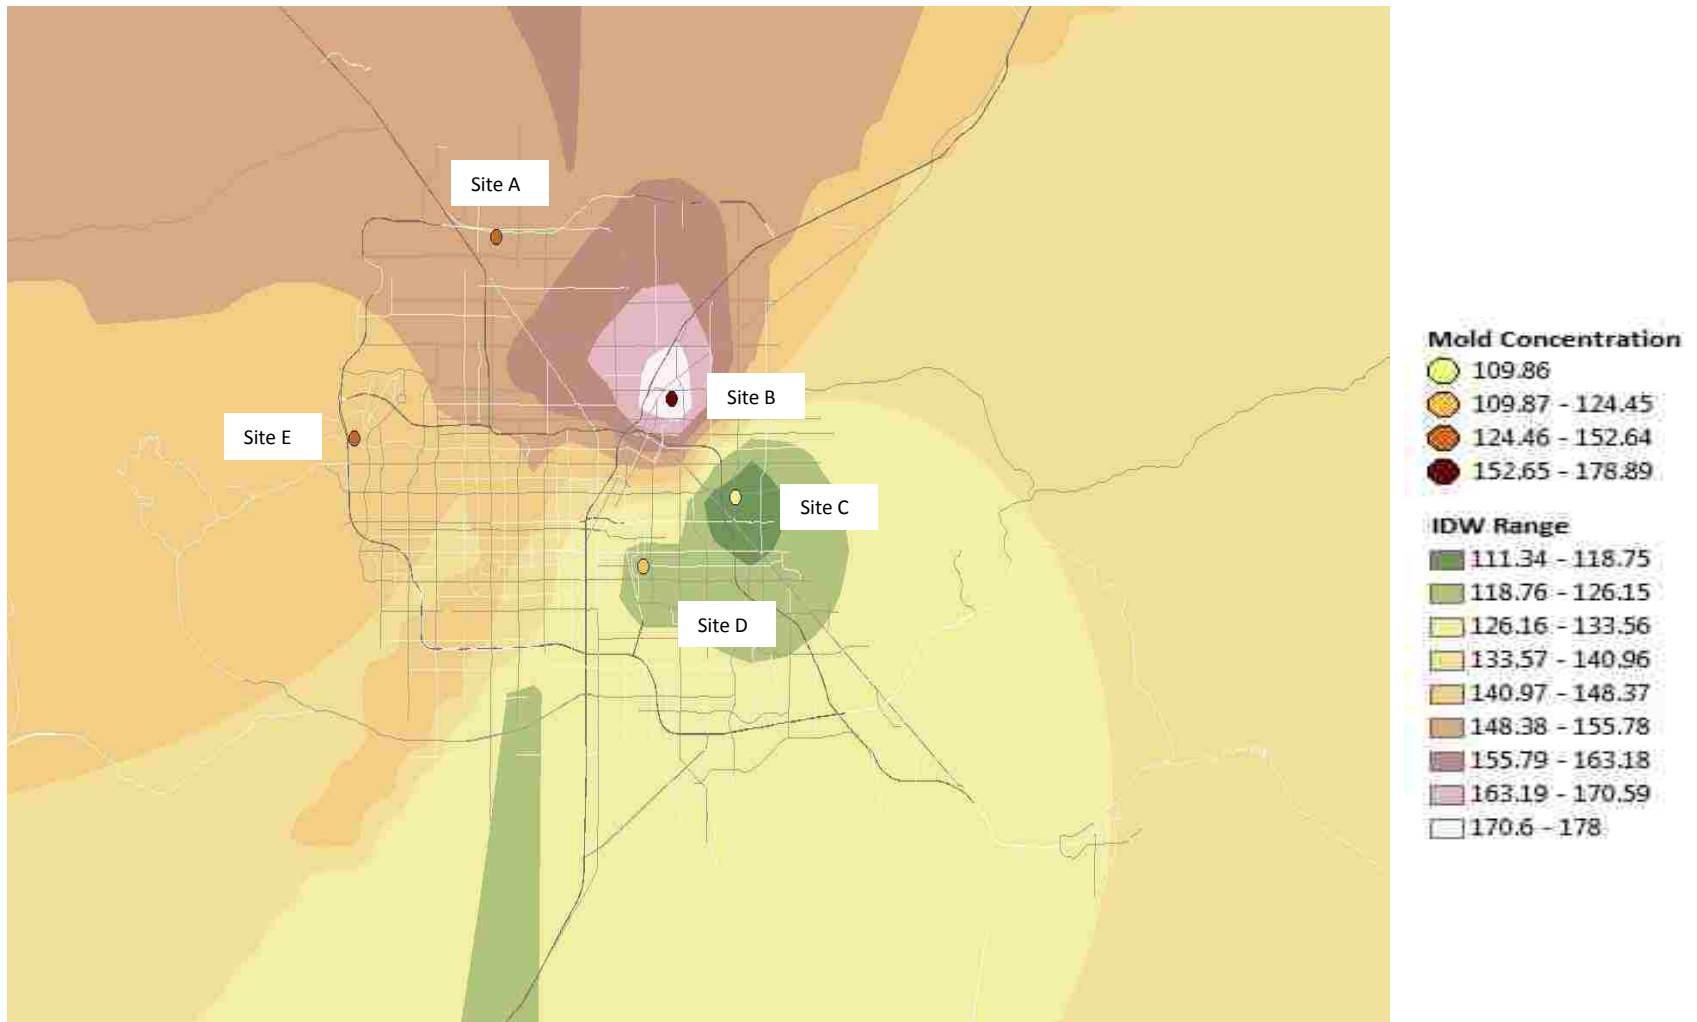 Site A
Site B
Site E
Site C
Site D
Mold Concentration
109.86
109.87 - 124.45
124.46 - 152.64
152.65 - 178.89
IDW Range
111.34 - 118.75
118.76 - 126.15
126.16 - 133.56
133.57 - 140.96
140.97 - 148.37
148.38 - 155.78
155.79 - 163.18
163.19 - 170.59
170.6 - 178